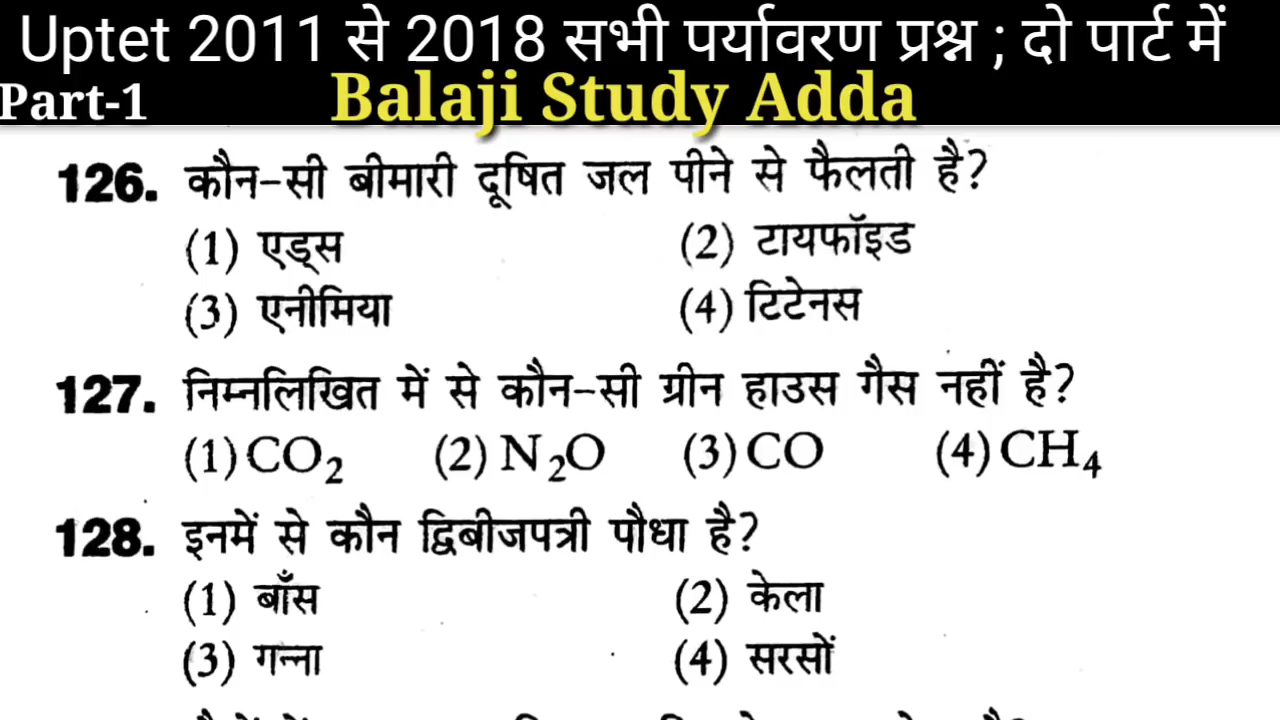 Uptet 2011 से 2018 सभी पर्यावरण प्रश्न ; दो पार्ट में
Part-1
Balaji Study Adda
126. कौन-सी बीमारी दूषित जल पीने से फैलती है?
(1) एड्स (2) टायफॉइड
(3) एनीमिया (4) टिटेनस
127. निम्नलिखित में से कौन-सी ग्रीन हाउस गैस नहीं है?
(1) CO₂ (2) N₂O (3) CO (4) CH₄
128. इनमें से कौन द्विबीजपत्री पौधा है?
(1) बाँस (2) केला
(3) गन्ना (4) सरसों